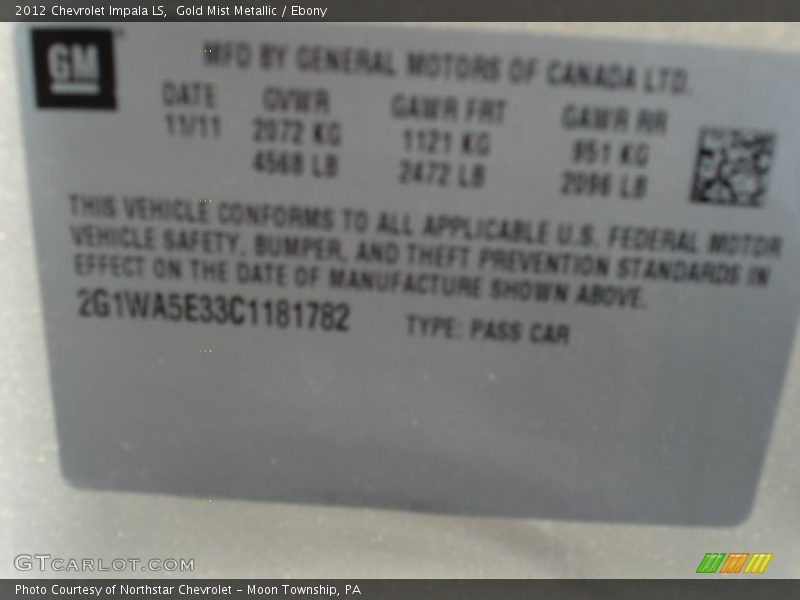 2012 Chevrolet Impala LS,  Gold Mist Metallic / Ebony
GM
MFD BY GENERAL MOTORS OF CANADA LTD.
DATE GVWR GAWR FRT GAWR RR
11/11 2072 KG 1121 KG 951 KG
4568 LB 2472 LB 2096 LB
THIS VEHICLE CONFORMS TO ALL APPLICABLE U.S. FEDERAL MOTOR
VEHICLE SAFETY, BUMPER, AND THEFT PREVENTION STANDARDS IN
EFFECT ON THE DATE OF MANUFACTURE SHOWN ABOVE.
2G1WA5E33C1181782 TYPE: PASS CAR
GTCARLOT.COM
Photo Courtesy of Northstar Chevrolet - Moon Township, PA